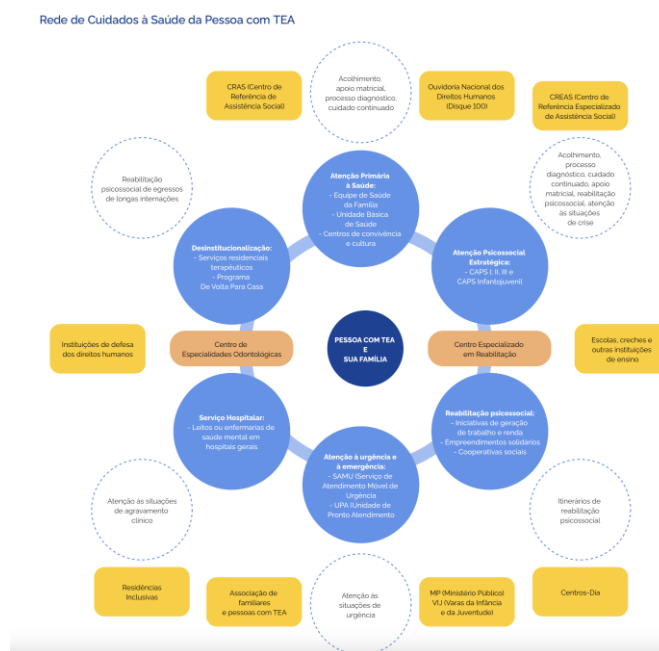 Rede de Cuidados à Saúde da Pessoa com TEA
CRAS (Centro de
Referência de
Assistência Social)
Acolhimento,
apoio matricial,
processo diagnóstico,
cuidado continuado
Ouvidoria Nacional dos
Direitos Humanos
(Disque 100)
CREAS (Centro de
Referência Especializado
de Assistência Social)
Reabilitação
psicossocial de egressos
de longas internações
Atenção Primária
à Saúde:
- Equipe de Saúde
da Família
- Unidade Básica
de Saúde
- Centros de convivência
e cultura
Acolhimento,
processo
diagnóstico, cuidado
continuado, apoio
matricial, reabilitação
psicossocial, atenção
às situações
de crise
Desinstitucionalização:
- Serviços residenciais
terapêuticos
- Programa
De Volta Para Casa
Atenção Psicossocial
Estratégica:
- CAPS I, II, III e
CAPS Infantojuvenil
Instituições de defesa
dos direitos humanos
Centro de
Especialidades Odontológicas
PESSOA COM TEA
E
SUA FAMÍLIA
Centro Especializado
em Reabilitação
Escolas, creches e
outras instituições
de ensino
Serviço Hospitalar:
- Leitos ou enfermarias de
saúde mental em
hospitais gerais
Atenção à urgência e
à emergência:
- SAMU (Serviço de
Atendimento Móvel de
Urgência
- UPA (Unidade de
Pronto Atendimento
Reabilitação psicossocial:
- Iniciativas de geração
de trabalho e renda
- Empreendimentos solidários
- Cooperativas sociais
Atenção às situações
de agravamento
clínico
Itinerários de
reabilitação
psicossocial
Residências
Inclusivas
Associação de
familiares
e pessoas com TEA
Atenção às
situações de
urgência
MP (Ministério Público)
VIJ (Varas da Infância
e da Juventude)
Centros-Dia